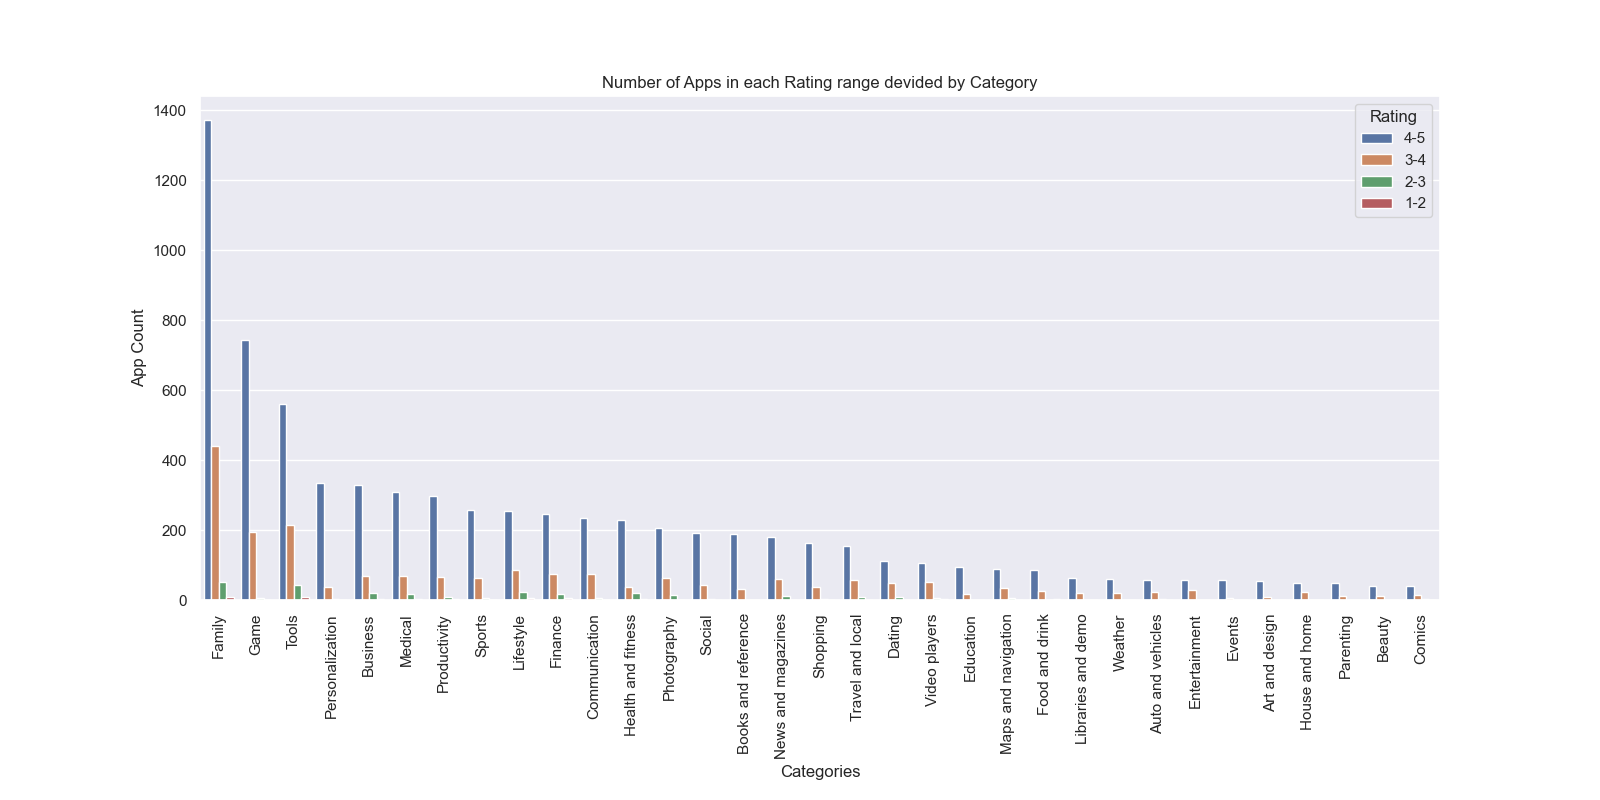 Number of Apps in each Rating range devided by Category
Rating
4-5
3-4
2-3
1-2
App Count
1400
1200
1000
800
600
400
200
0
Family
Game
Tools
Personalization
Business
Medical
Productivity
Sports
Lifestyle
Finance
Communication
Health and fitness
Photography
Social
Books and reference
News and magazines
Shopping
Travel and local
Dating
Video players
Education
Maps and navigation
Food and drink
Libraries and demo
Weather
Auto and vehicles
Entertainment
Events
Art and design
House and home
Parenting
Beauty
Comics
Categories